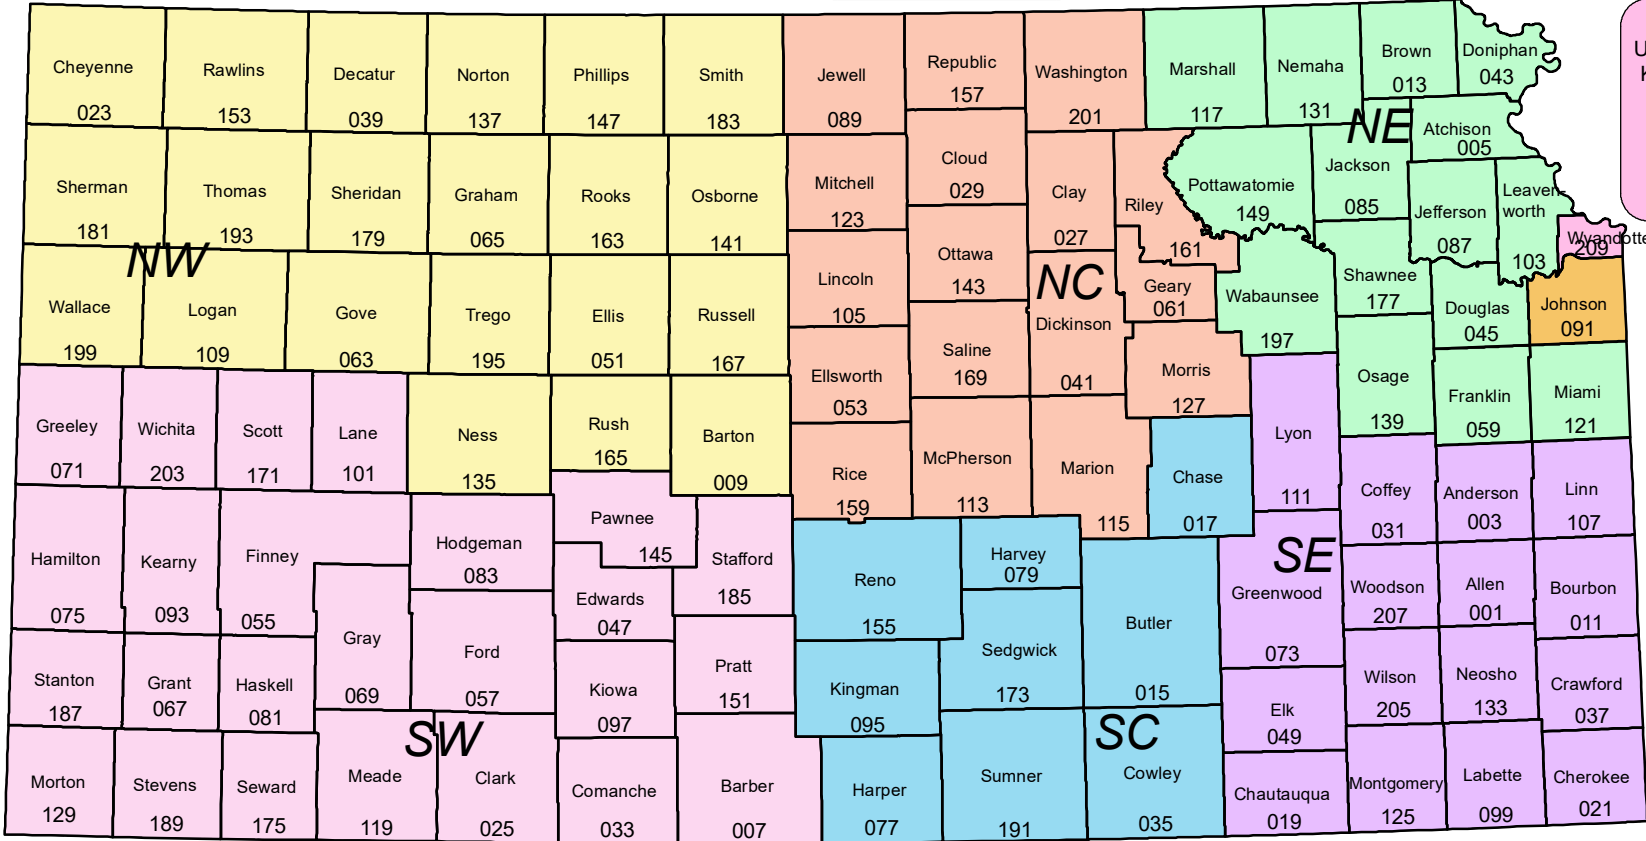 Cheyenne
023
Rawlins
153
Decatur
039
Norton
137
Phillips
147
Smith
183
Jewell
089
Republic
157
Washington
201
Marshall
117
Nemaha
131
Brown
013
Doniphan
043
U
K
NE
Atchison
005
Sherman
181
Thomas
193
Sheridan
179
Graham
065
Rooks
163
Osborne
141
Mitchell
123
Cloud
029
Clay
027
Riley
161
Pottawatomie
149
Jackson
085
Jefferson
087
Leaven-
worth
103
Wyandotte
209
NW
Wallace
199
Logan
109
Gove
063
Trego
195
Ellis
051
Russell
167
Lincoln
105
Ottawa
143
NC
Dickinson
041
Geary
061
Wabaunsee
197
Shawnee
177
Douglas
045
Johnson
091
Ellsworth
053
Saline
169
Morris
127
Osage
139
Franklin
059
Miami
121
Greeley
071
Wichita
203
Scott
171
Lane
101
Ness
135
Rush
165
Barton
009
Rice
159
McPherson
113
Marion
115
Chase
017
Lyon
111
Coffey
031
Anderson
003
Linn
107
Hamilton
075
Kearny
093
Finney
055
Hodgeman
083
Pawnee
145
Stafford
185
Edwards
047
Reno
155
Harvey
079
Butler
015
SE
Greenwood
073
Woodson
207
Allen
001
Bourbon
011
Gray
069
Ford
057
Kiowa
097
Pratt
151
Kingman
095
Sedgwick
173
Stanton
187
Grant
067
Haskell
081
Elk
049
Wilson
205
Neosho
133
Crawford
037
SW
SC
Morton
129
Stevens
189
Seward
175
Meade
119
Clark
025
Comanche
033
Barber
007
Harper
077
Sumner
191
Cowley
035
Chautauqua
019
Montgomery
125
Labette
099
Cherokee
021